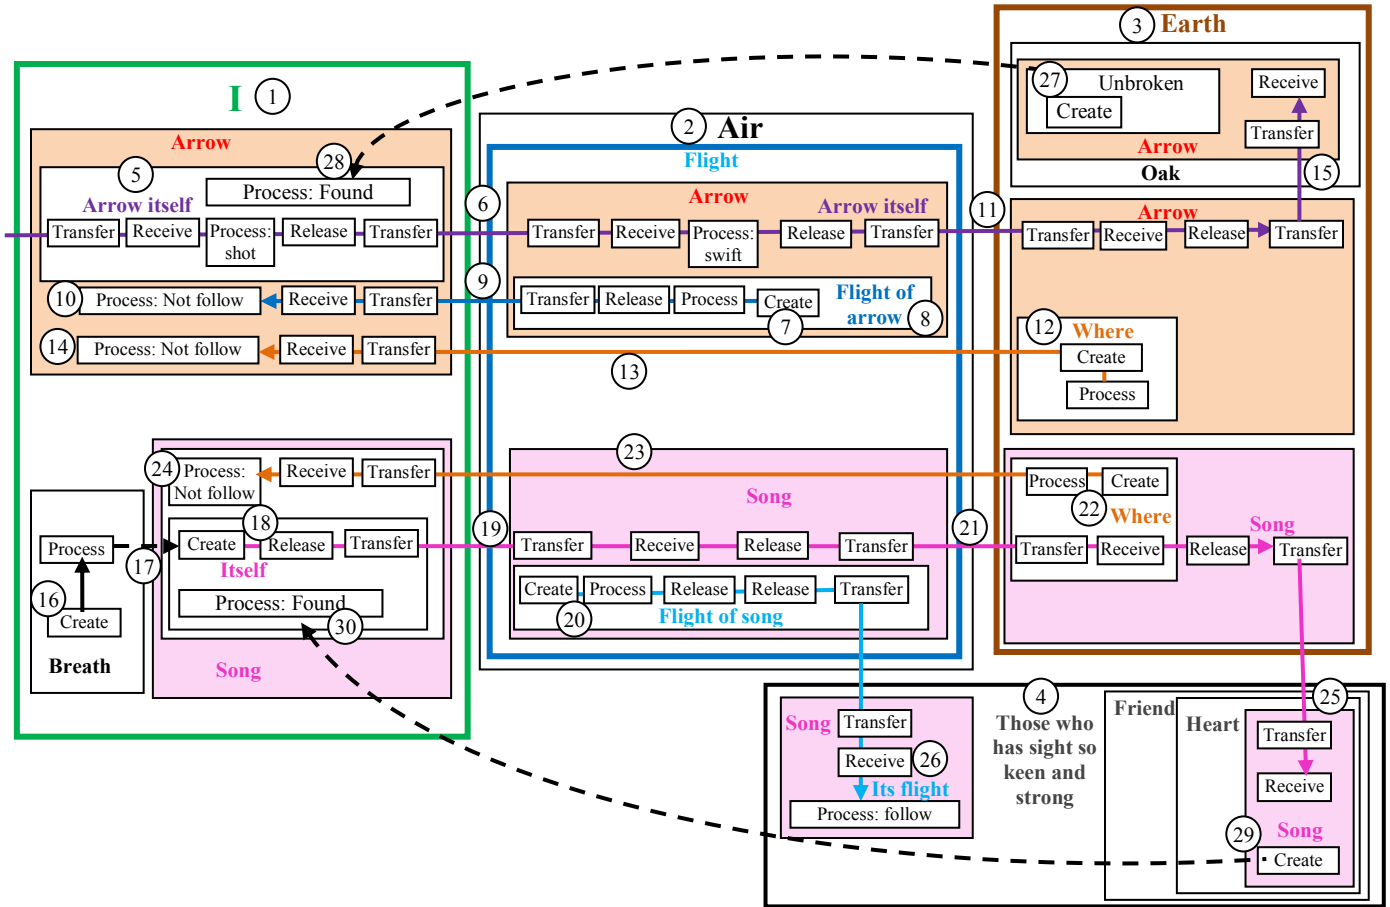 3 Earth
27 Unbroken
Create
Receive
Transfer
Arrow
Oak
15
I 1
Arrow
28
5
Process: Found
Arrow itself
Transfer
Receive
Process:
shot
Release
Transfer
6
2 Air
Flight
Arrow
Arrow itself
Transfer
Receive
Process:
swift
Release
Transfer
11
Arrow
Transfer
Receive
Release
Transfer
10
Process: Not follow
Receive
Transfer
9
Transfer
Release
Process
Create
7
Flight of
arrow
8
14
Process: Not follow
Receive
Transfer
13
12
Where
Create
Process
24
Process:
Not follow
Receive
Transfer
23
Song
Process
Create
22
Where
Process
17
16
Create
Breath
18
Create
Release
Transfer
Itself
Process: Found
30
Song
19
Transfer
Receive
Release
Transfer
21
Create
Process
Release
Release
Transfer
20
Flight of song
Song
Transfer
Receive
Release
Transfer
Song
Transfer
Receive
26
Its flight
Process: follow
4
Those who
has sight so
keen and
strong
Friend
Heart
25
Transfer
Receive
Song
29
Create